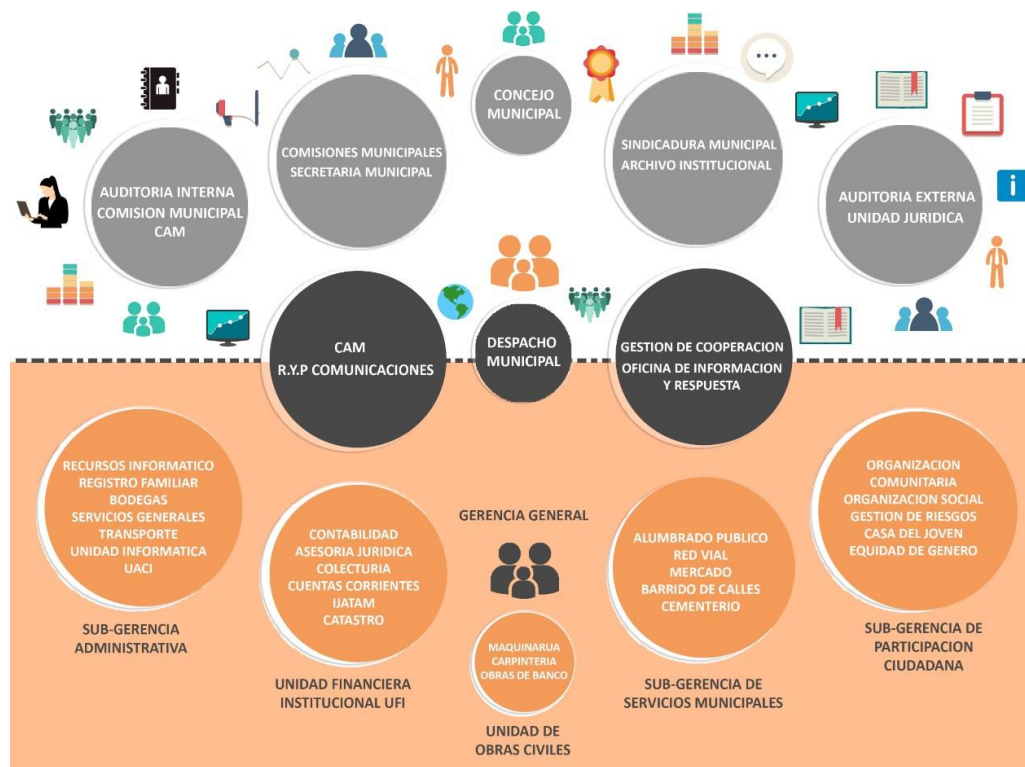 CONCEJO
MUNICIPAL
COMISIONES MUNICIPALES
SECRETARIA MUNICIPAL
SINDICADURA MUNICIPAL
ARCHIVO INSTITUCIONAL
AUDITORIA INTERNA
COMISION MUNICIPAL
CAM
AUDITORIA EXTERNA
UNIDAD JURIDICA
i
CAM
R.Y.P COMUNICACIONES
DESPACHO
MUNICIPAL
GESTION DE COOPERACION
OFICINA DE INFORMACION
Y RESPUESTA
RECURSOS INFORMATICO
REGISTRO FAMILIAR
BODEGAS
SERVICIOS GENERALES
TRANSPORTE
UNIDAD INFORMATICA
UACI
SUB-GERENCIA
ADMINISTRATIVA
CONTABILIDAD
ASESORIA JURIDICA
COLECTURIA
CUENTAS CORRIENTES
UATAM
CATASTRO
UNIDAD FINANCIERA
INSTITUCIONAL UFI
GERENCIA GENERAL
MAQUINARUA
CARPINTERIA
OBRAS DE BANCO
UNIDAD DE
OBRAS CIVILES
ALUMBRADO PUBLICO
RED VIAL
MERCADO
BARRIDO DE CALLES
CEMENTERIO
SUB-GERENCIA DE
SERVICIOS MUNICIPALES
ORGANIZACION
COMUNITARIA
ORGANIZACION SOCIAL
GESTION DE RIESGOS
CASA DEL JOVEN
EQUIDAD DE GENERO
SUB-GERENCIA DE
PARTICIPACION
CIUDADANA